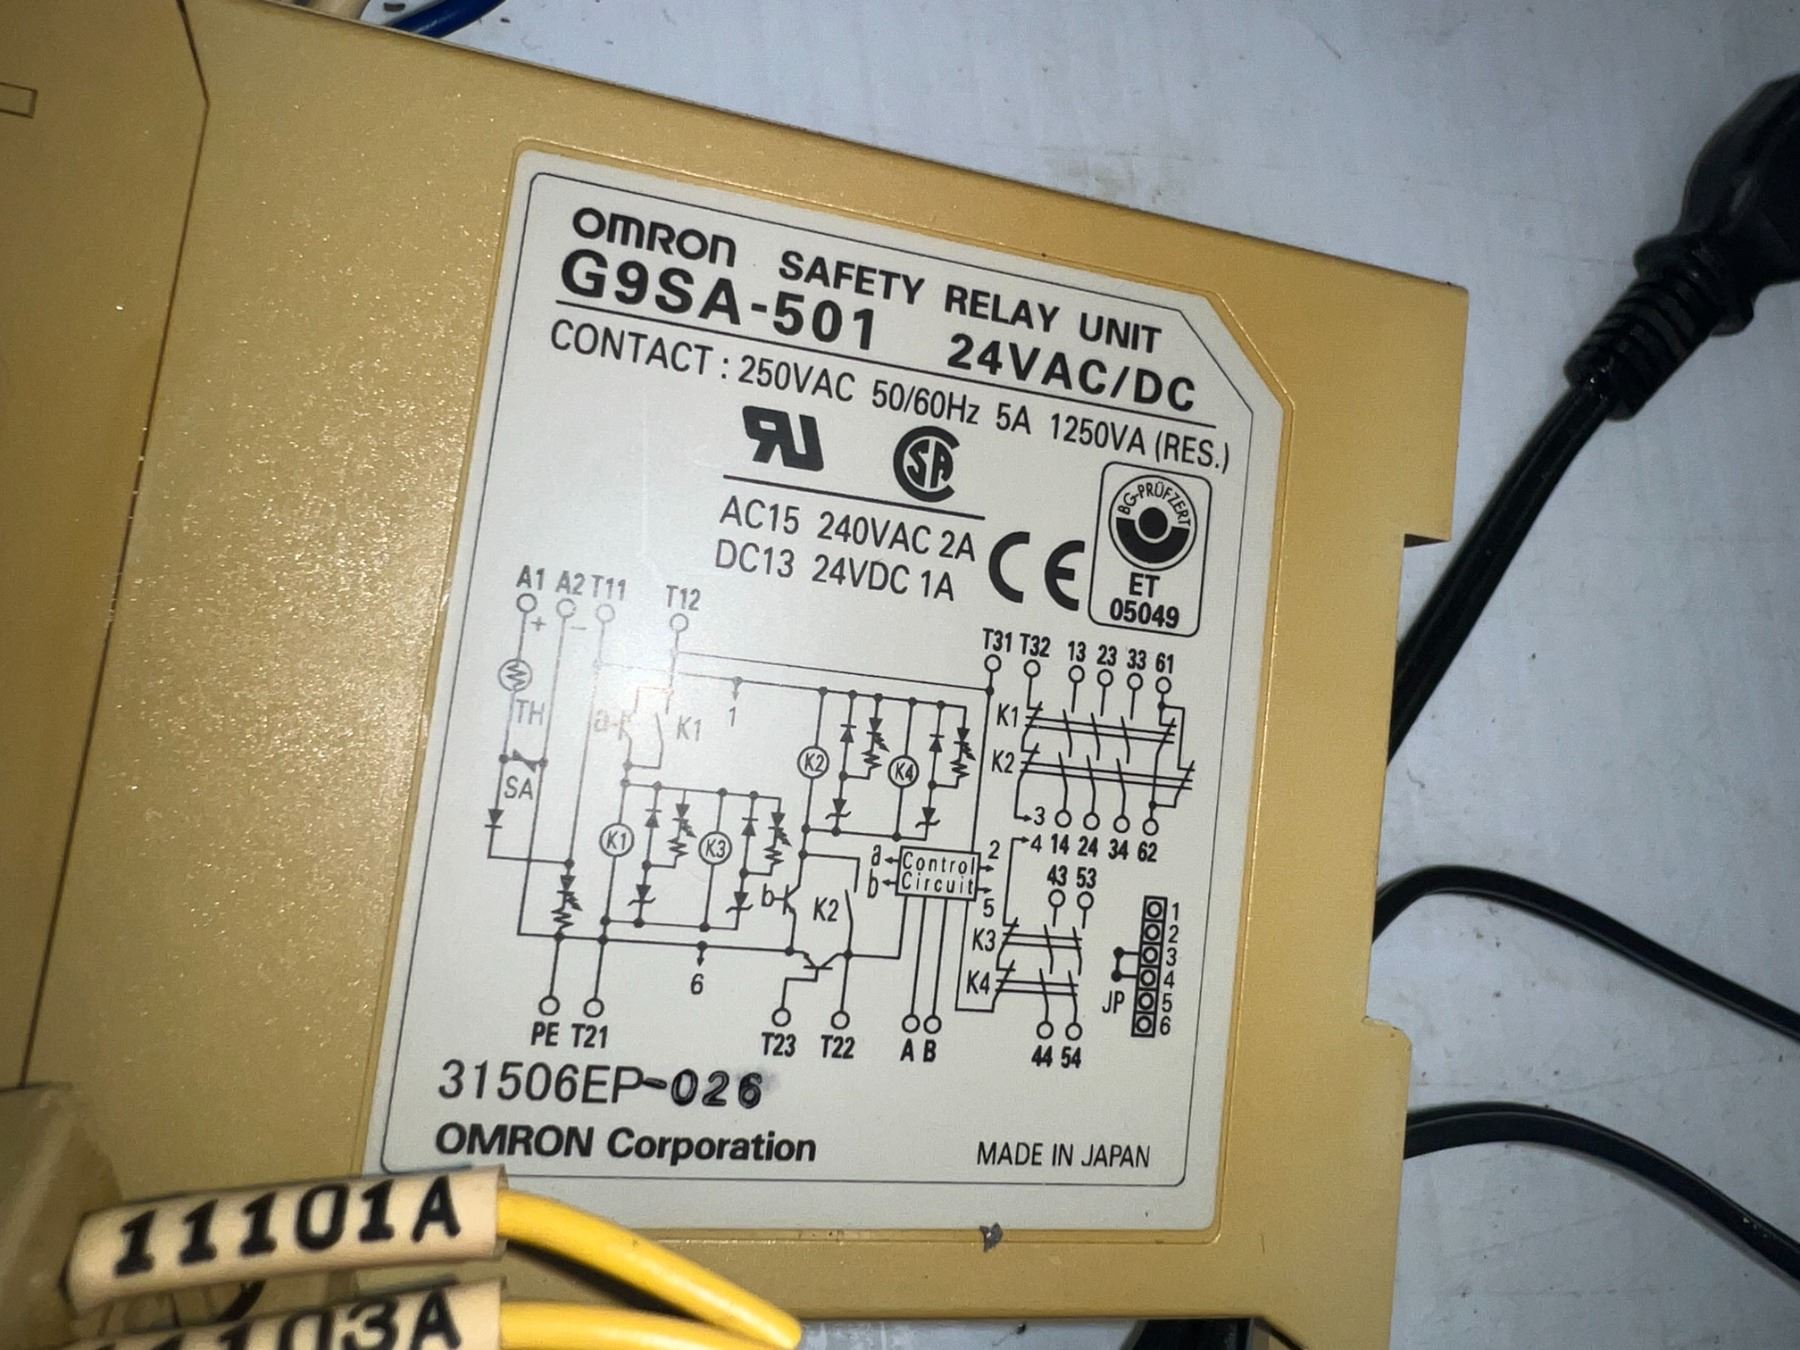 OMRON SAFETY RELAY UNIT
G9SA-501 24VAC/DC
CONTACT : 250VAC 50/60Hz 5A 1250VA (RES.)
RU
SA
AC15 240VAC 2A
DC13 24VDC 1A
CE
BG-PRÜFZERT
ET
05049
A1 A2 T11 T12
+ −
TH
SA
a K1 1
K2 K4
K1 K3
b K2
a
b
Control
Circuit
2
5
6
T31 T32 13 23 33 61
K1
K2
3
4 14 24 34 62
43 53
K3
K4
44 54
JP
1
2
3
4
5
6
PE T21 T23 T22 A B
31506EP-026
OMRON Corporation MADE IN JAPAN
11101A
1103A